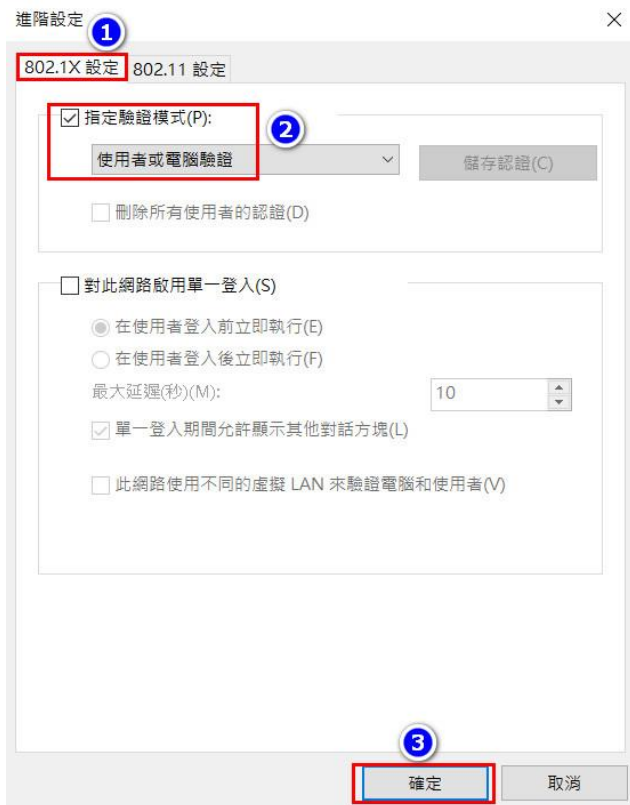 進階設定
1
802.1X 設定 802.11 設定
指定驗證模式(P):
2
使用者或電腦驗證
儲存認證(C)
刪除所有使用者的認證(D)
對此網路啟用單一登入(S)
在使用者登入前立即執行(E)
在使用者登入後立即執行(F)
最大延遲(秒)(M):
10
單一登入期間允許顯示其他對話方塊(L)
此網路使用不同的虛擬 LAN 來驗證電腦和使用者(V)
3
確定
取消